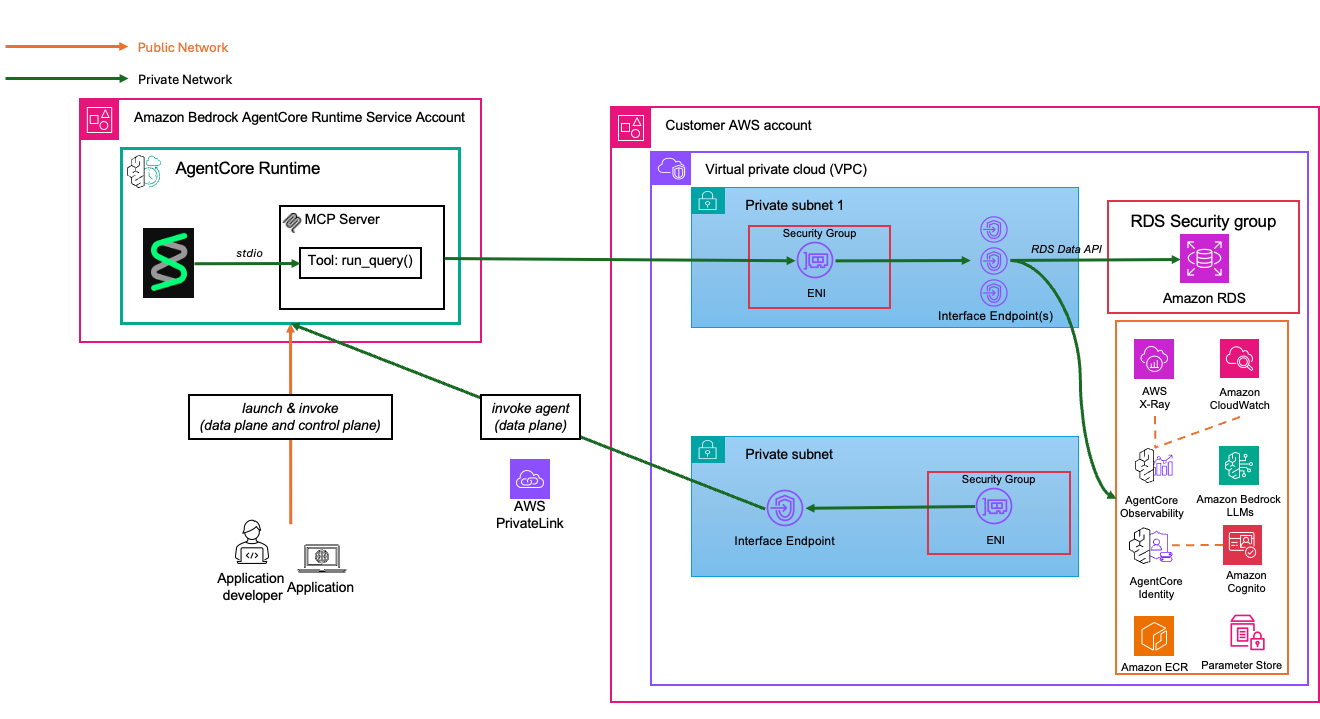 Public Network
Private Network
Amazon Bedrock AgentCore Runtime Service Account
AgentCore Runtime
MCP Server
stdio
Tool: run_query()
launch & invoke
(data plane and control plane)
invoke agent
(data plane)
AWS
PrivateLink
Application
developer
Application
Customer AWS account
Virtual private cloud (VPC)
Private subnet 1
Security Group
ENI
Interface Endpoint(s)
RDS Data API
RDS Security group
Amazon RDS
Private subnet
Security Group
Interface Endpoint
ENI
AWS
X-Ray
Amazon
CloudWatch
AgentCore
Observability
Amazon Bedrock
LLMs
AgentCore
Identity
Amazon
Cognito
Amazon ECR
Parameter Store